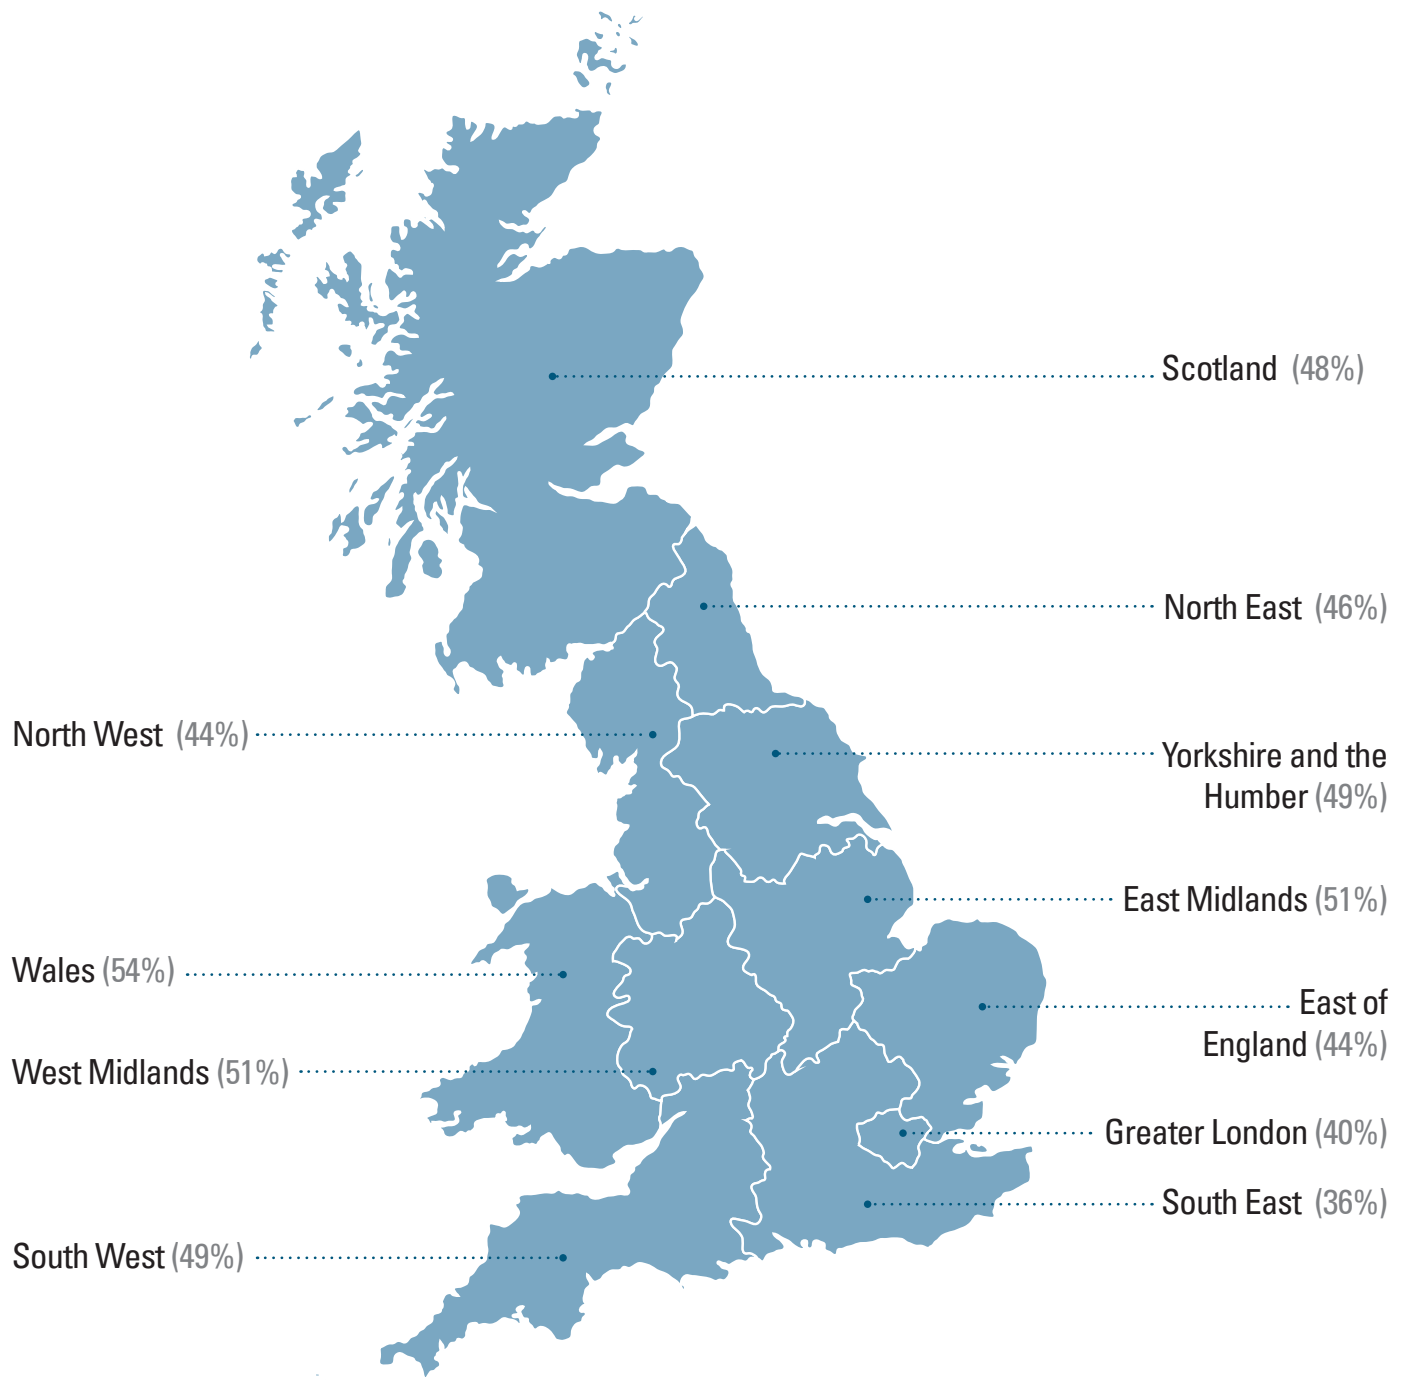 Scotland (48%)
North East (46%)
North West (44%)
Yorkshire and the
Humber (49%)
East Midlands (51%)
Wales (54%)
East of
England (44%)
West Midlands (51%)
Greater London (40%)
South East (36%)
South West (49%)